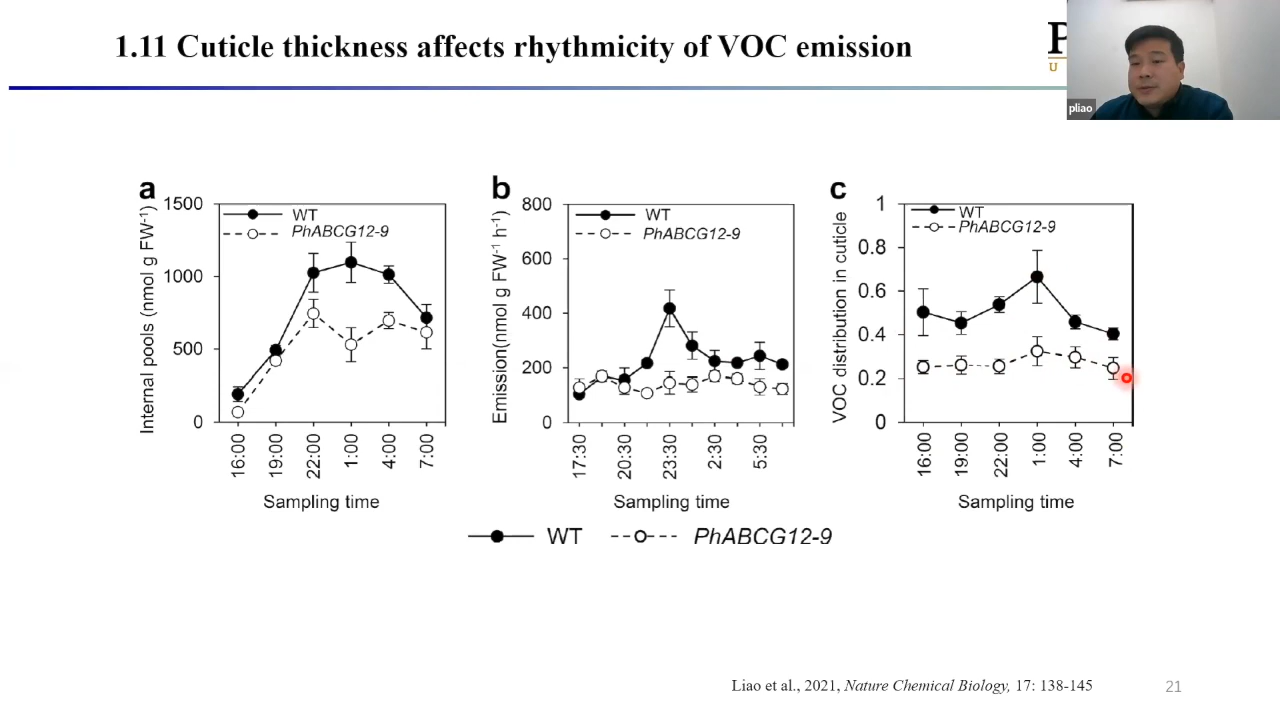 1.11 Cuticle thickness affects rhythmicity of VOC emission
P
U
pliao
a
Internal pools (nmol g FW-1)
1500
1000
500
0
WT
PhABCG12-9
16:00
19:00
22:00
1:00
4:00
7:00
Sampling time
b
Emission(nmol g FW-1 h-1)
800
600
400
200
0
WT
PhABCG12-9
17:30
20:30
23:30
2:30
5:30
Sampling time
c
VOC distribution in cuticle
1
0.8
0.6
0.4
0.2
0
WT
PhABCG12-9
16:00
19:00
22:00
1:00
4:00
7:00
Sampling time
WT PhABCG12-9
Liao et al., 2021, Nature Chemical Biology, 17: 138-145
21